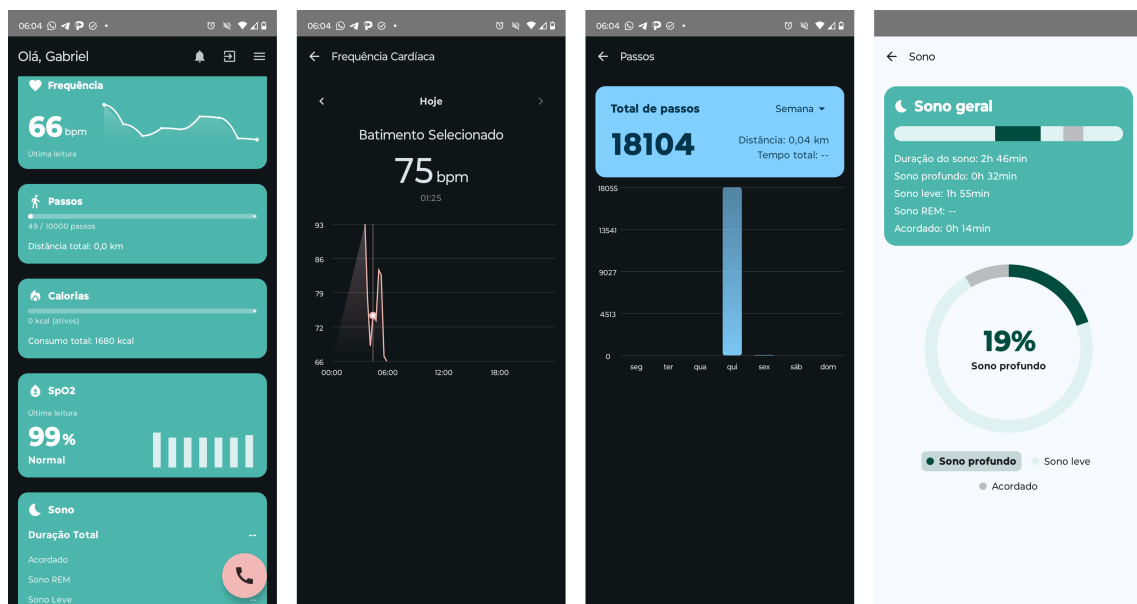 06:04
Olá, Gabriel
Frequência
66 bpm
Última leitura
Passos
49 / 10000 passos
Distância total: 0,0 km
Calorias
0 kcal (ativos)
Consumo total: 1680 kcal
SpO2
Última leitura
99%
Normal
Sono
Duração Total --
Acordado
Sono REM
Sono Leve --
06:04
Frequência Cardíaca
Hoje
Batimento Selecionado
75 bpm
01:25
93
86
79
72
66
00:00 06:00 12:00 18:00
06:04
Passos
Total de passos Semana
18104
Distância: 0,04 km
Tempo total: --
18055
13541
9027
4513
0
seg ter qua qui sex sáb dom
Sono
Sono geral
Duração do sono: 2h 46min
Sono profundo: 0h 32min
Sono leve: 1h 55min
Sono REM: --
Acordado: 0h 14min
19%
Sono profundo
Sono profundo Sono leve
Acordado